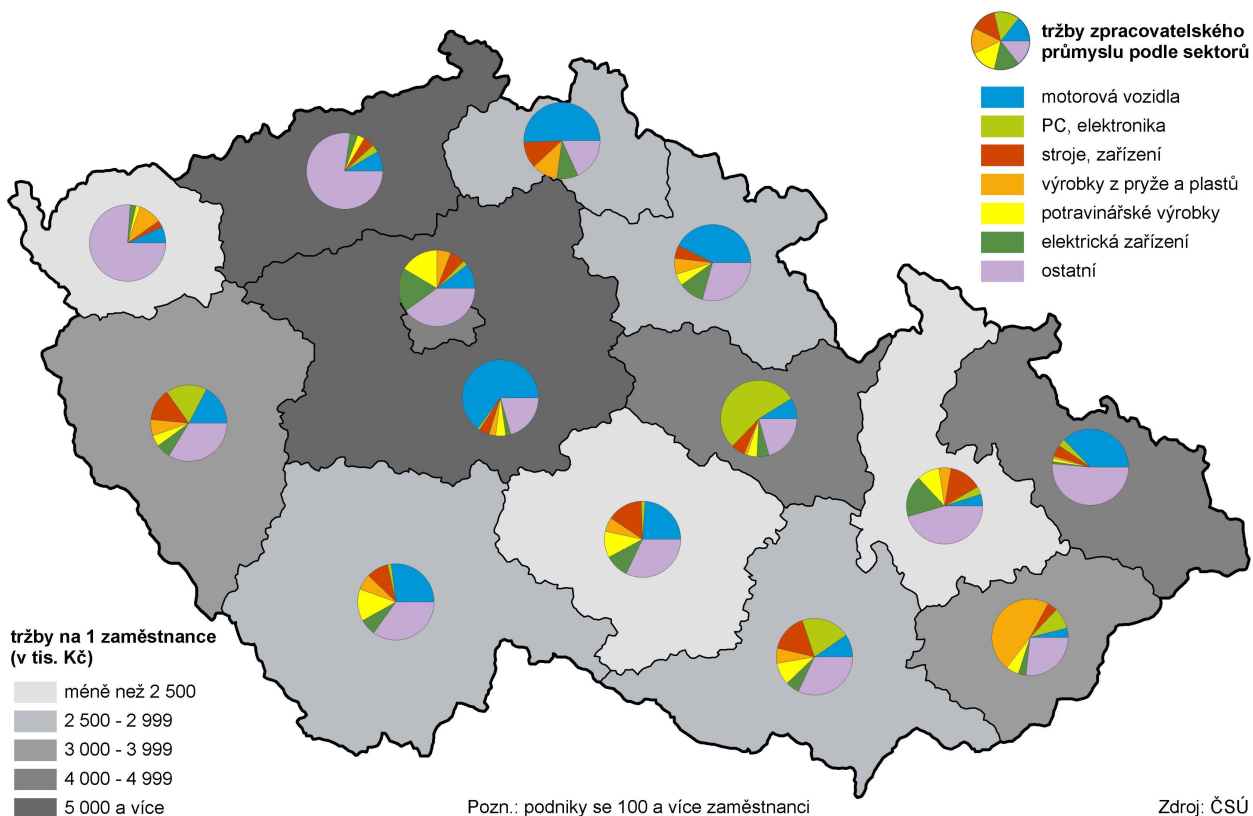 tržby zpracovatelského
průmyslu podle sektorů
motorová vozidla
PC, elektronika
stroje, zařízení
výrobky z pryže a plastů
potravinářské výrobky
elektrická zařízení
ostatní
tržby na 1 zaměstnance
(v tis. Kč)
méně než 2 500
2 500 - 2 999
3 000 - 3 999
4 000 - 4 999
5 000 a více
Pozn.: podniky se 100 a více zaměstnanci
Zdroj: ČSÚ